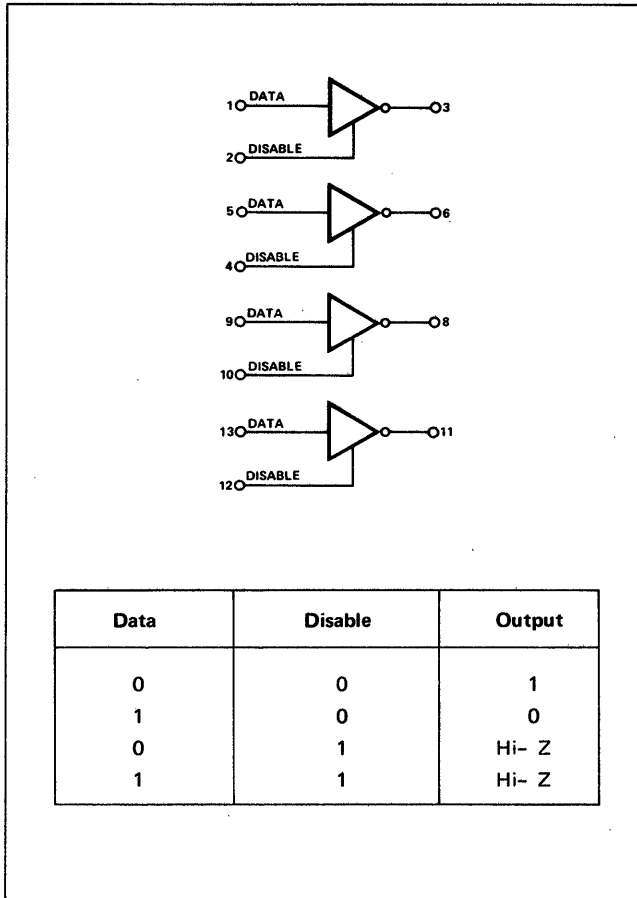 DATA
1 3
DISABLE
2
DATA
5 6
DISABLE
4
DATA
9 8
DISABLE
10
DATA
13 11
DISABLE
12
Data Disable Output
0 0 1
1 0 0
0 1 Hi- Z
1 1 Hi- Z